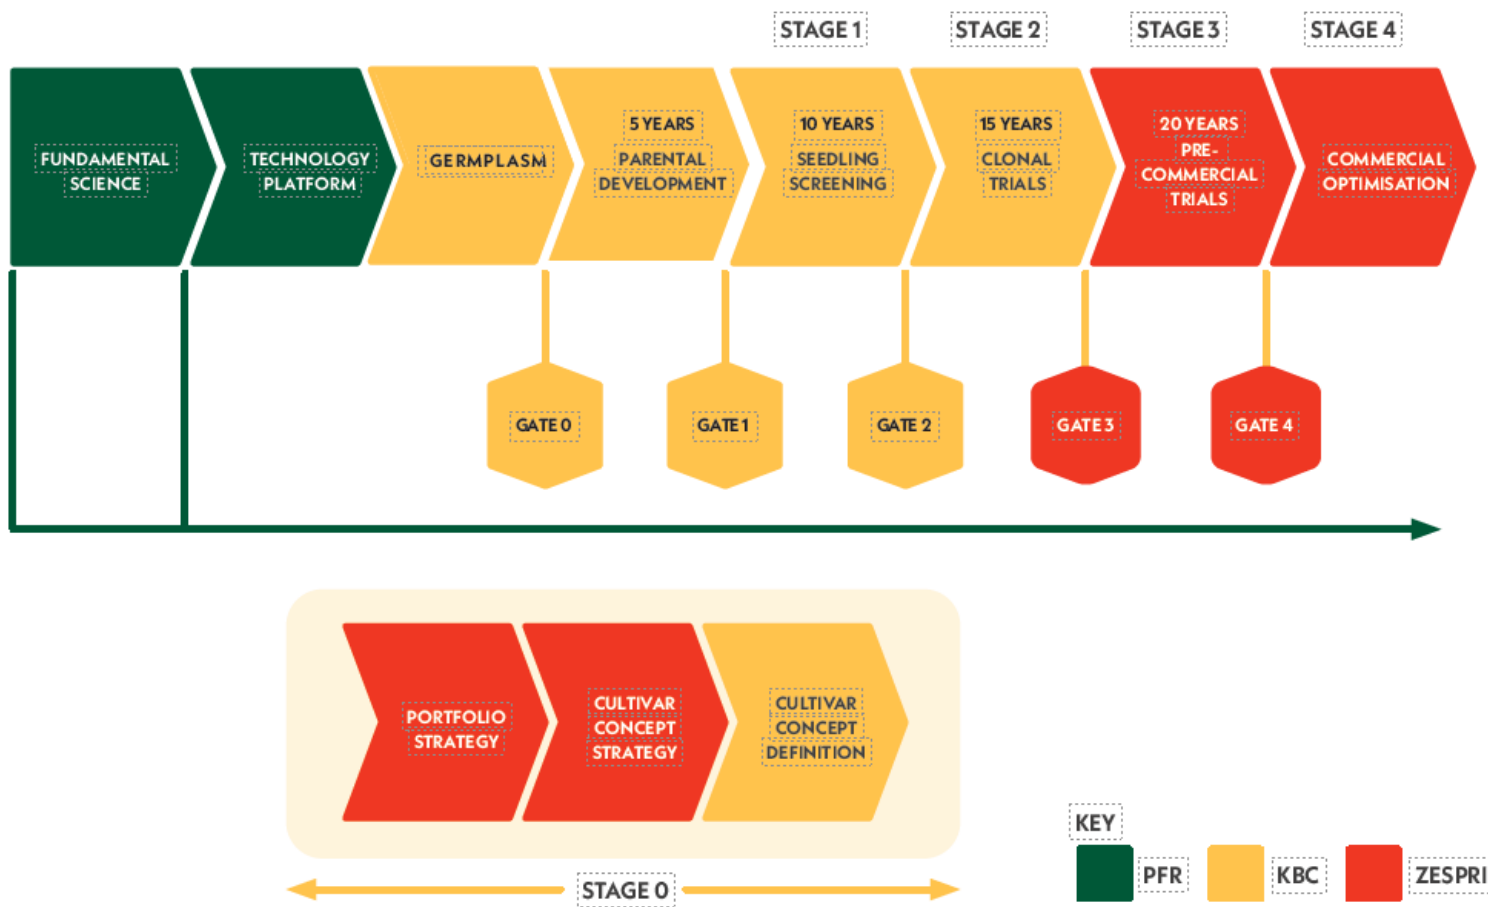 STAGE 1
STAGE 2
STAGE 3
STAGE 4
FUNDAMENTAL
SCIENCE
TECHNOLOGY
PLATFORM
GERMPLASM
5 YEARS
PARENTAL
DEVELOPMENT
10 YEARS
SEEDLING
SCREENING
15 YEARS
CLONAL
TRIALS
20 YEARS
PRE-
COMMERCIAL
TRIALS
COMMERCIAL
OPTIMISATION
GATE 0
GATE 1
GATE 2
GATE 3
GATE 4
PORTFOLIO
STRATEGY
CULTIVAR
CONCEPT
STRATEGY
CULTIVAR
CONCEPT
DEFINITION
STAGE 0
KEY
PFR
KBC
ZESPRI